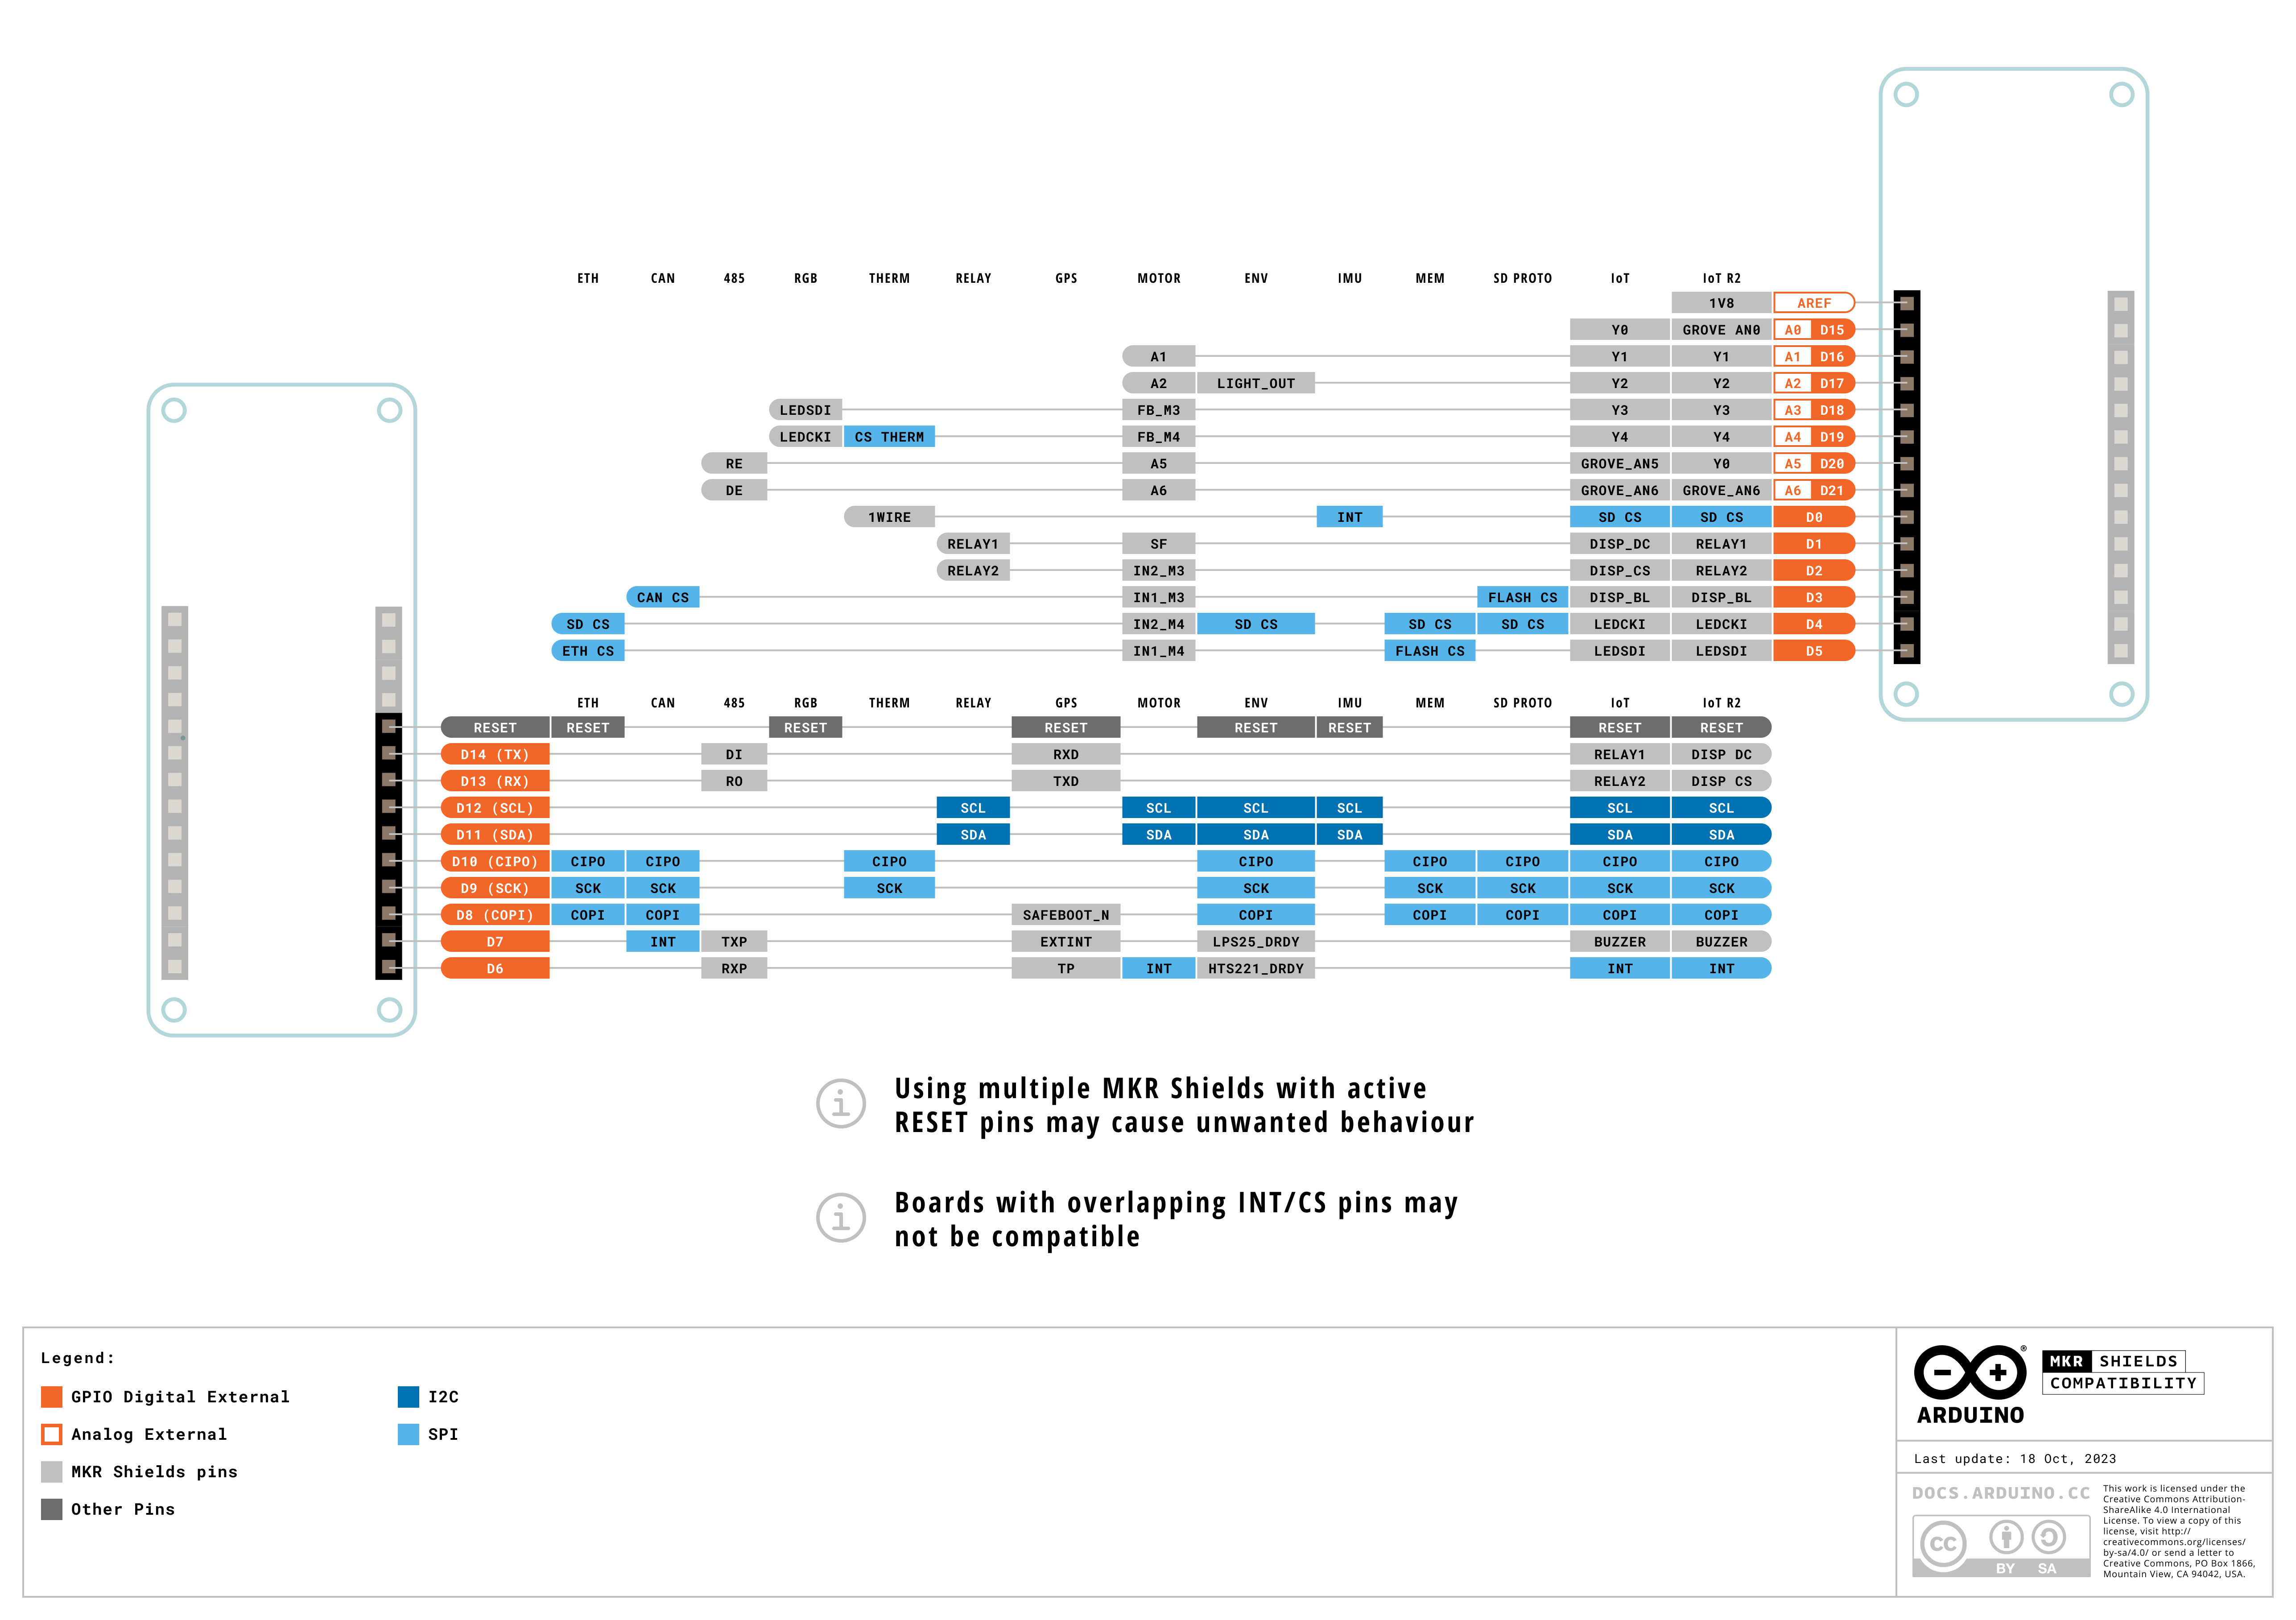 ETH CAN 485 RGB THERM RELAY GPS MOTOR ENV IMU MEM SD PROTO IoT IoT R2
1V8 AREF
Y0 GROVE AN0 A0 D15
A1 Y1 Y1 A1 D16
A2 LIGHT_OUT Y2 Y2 A2 D17
LEDSDI FB_M3 Y3 Y3 A3 D18
LEDCKI CS THERM FB_M4 Y4 Y4 A4 D19
RE A5 GROVE_AN5 Y0 A5 D20
DE A6 GROVE_AN6 GROVE_AN6 A6 D21
1WIRE INT SD CS SD CS D0
RELAY1 SF DISP_DC RELAY1 D1
RELAY2 IN2_M3 DISP_CS RELAY2 D2
CAN CS IN1_M3 FLASH CS DISP_BL DISP_BL D3
SD CS IN2_M4 SD CS SD CS SD CS LEDCKI LEDCKI D4
ETH CS IN1_M4 FLASH CS LEDSDI LEDSDI D5
ETH CAN 485 RGB THERM RELAY GPS MOTOR ENV IMU MEM SD PROTO IoT IoT R2
RESET RESET RESET RESET RESET RESET RESET RESET
D14 (TX) DI RXD RELAY1 DISP DC
D13 (RX) RO TXD RELAY2 DISP CS
D12 (SCL) SCL SCL SCL SCL SCL SCL
D11 (SDA) SDA SDA SDA SDA SDA SDA
D10 (CIPO) CIPO CIPO CIPO CIPO CIPO CIPO CIPO CIPO
D9 (SCK) SCK SCK SCK SCK SCK SCK SCK SCK
D8 (COPI) COPI COPI SAFEBOOT_N COPI COPI COPI COPI COPI
D7 INT TXP EXTINT LPS25_DRDY BUZZER BUZZER
D6 RXP TP INT HTS221_DRDY INT INT
i Using multiple MKR Shields with active
RESET pins may cause unwanted behaviour
i Boards with overlapping INT/CS pins may
not be compatible
Legend:
GPIO Digital External
Analog External
MKR Shields pins
Other Pins
I2C
SPI
®
ARDUINO
MKR SHIELDS
COMPATIBILITY
Last update: 18 Oct, 2023
DOCS.ARDUINO.CC
cc
BY SA
This work is licensed under the
Creative Commons Attribution-
ShareAlike 4.0 International
License. To view a copy of this
license, visit http://
creativecommons.org/licenses/
by-sa/4.0/ or send a letter to
Creative Commons, PO Box 1866,
Mountain View, CA 94042, USA.